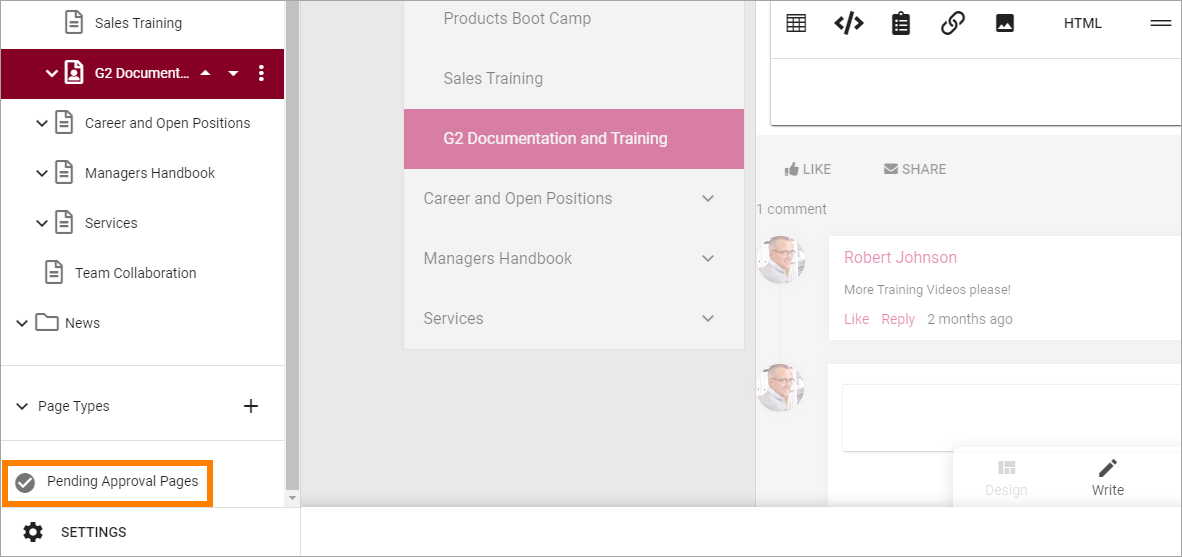 Sales Training
G2 Document...
Career and Open Positions
Managers Handbook
Services
Team Collaboration
News
Page Types
Pending Approval Pages
SETTINGS
Products Boot Camp
Sales Training
G2 Documentation and Training
Career and Open Positions
Managers Handbook
Services
HTML
LIKE SHARE
1 comment
Robert Johnson
More Training Videos please!
Like Reply 2 months ago
Design Write